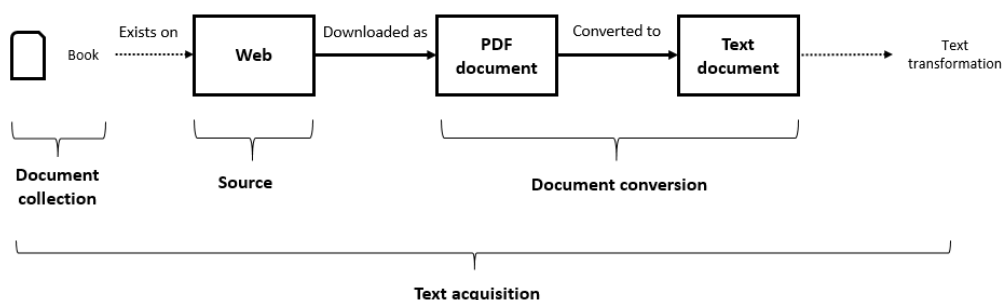 Book
Exists on
Web
Downloaded as
PDF
document
Converted to
Text
document
Text
transformation
Document
collection
Source
Document conversion
Text acquisition